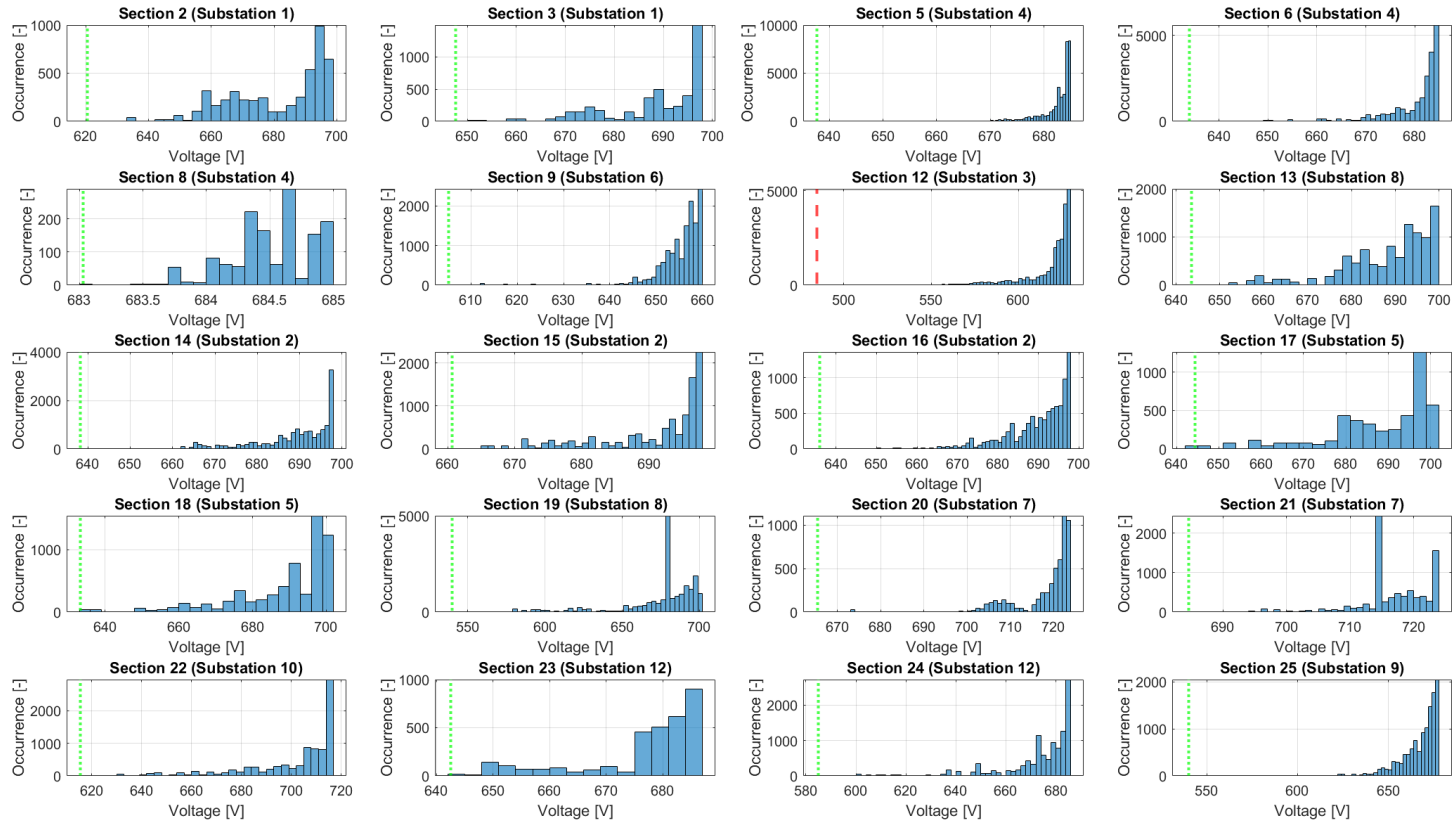 Section 2 (Substation 1)
Occurrence [-]
1000
500
0
620 640 660 680 700
Voltage [V]
Section 3 (Substation 1)
Occurrence [-]
1000
500
0
650 660 670 680 690 700
Voltage [V]
Section 5 (Substation 4)
Occurrence [-]
10000
5000
0
640 650 660 670 680
Voltage [V]
Section 6 (Substation 4)
Occurrence [-]
5000
0
640 650 660 670 680
Voltage [V]
Section 8 (Substation 4)
Occurrence [-]
200
100
0
683 683.5 684 684.5 685
Voltage [V]
Section 9 (Substation 6)
Occurrence [-]
2000
1000
0
610 620 630 640 650 660
Voltage [V]
Section 12 (Substation 3)
Occurrence [-]
5000
0
500 550 600
Voltage [V]
Section 13 (Substation 8)
Occurrence [-]
2000
1000
0
640 650 660 670 680 690 700
Voltage [V]
Section 14 (Substation 2)
Occurrence [-]
4000
2000
0
640 650 660 670 680 690 700
Voltage [V]
Section 15 (Substation 2)
Occurrence [-]
2000
1000
0
660 670 680 690
Voltage [V]
Section 16 (Substation 2)
Occurrence [-]
1000
500
0
640 650 660 670 680 690 700
Voltage [V]
Section 17 (Substation 5)
Occurrence [-]
1000
500
0
640 650 660 670 680 690 700
Voltage [V]
Section 18 (Substation 5)
Occurrence [-]
1000
0
640 660 680 700
Voltage [V]
Section 19 (Substation 8)
Occurrence [-]
5000
0
550 600 650 700
Voltage [V]
Section 20 (Substation 7)
Occurrence [-]
1000
500
0
670 680 690 700 710 720
Voltage [V]
Section 21 (Substation 7)
Occurrence [-]
2000
1000
0
690 700 710 720
Voltage [V]
Section 22 (Substation 10)
Occurrence [-]
2000
1000
0
620 640 660 680 700 720
Voltage [V]
Section 23 (Substation 12)
Occurrence [-]
1000
500
0
640 650 660 670 680
Voltage [V]
Section 24 (Substation 12)
Occurrence [-]
2000
1000
0
580 600 620 640 660 680
Voltage [V]
Section 25 (Substation 9)
Occurrence [-]
2000
1000
0
550 600 650
Voltage [V]